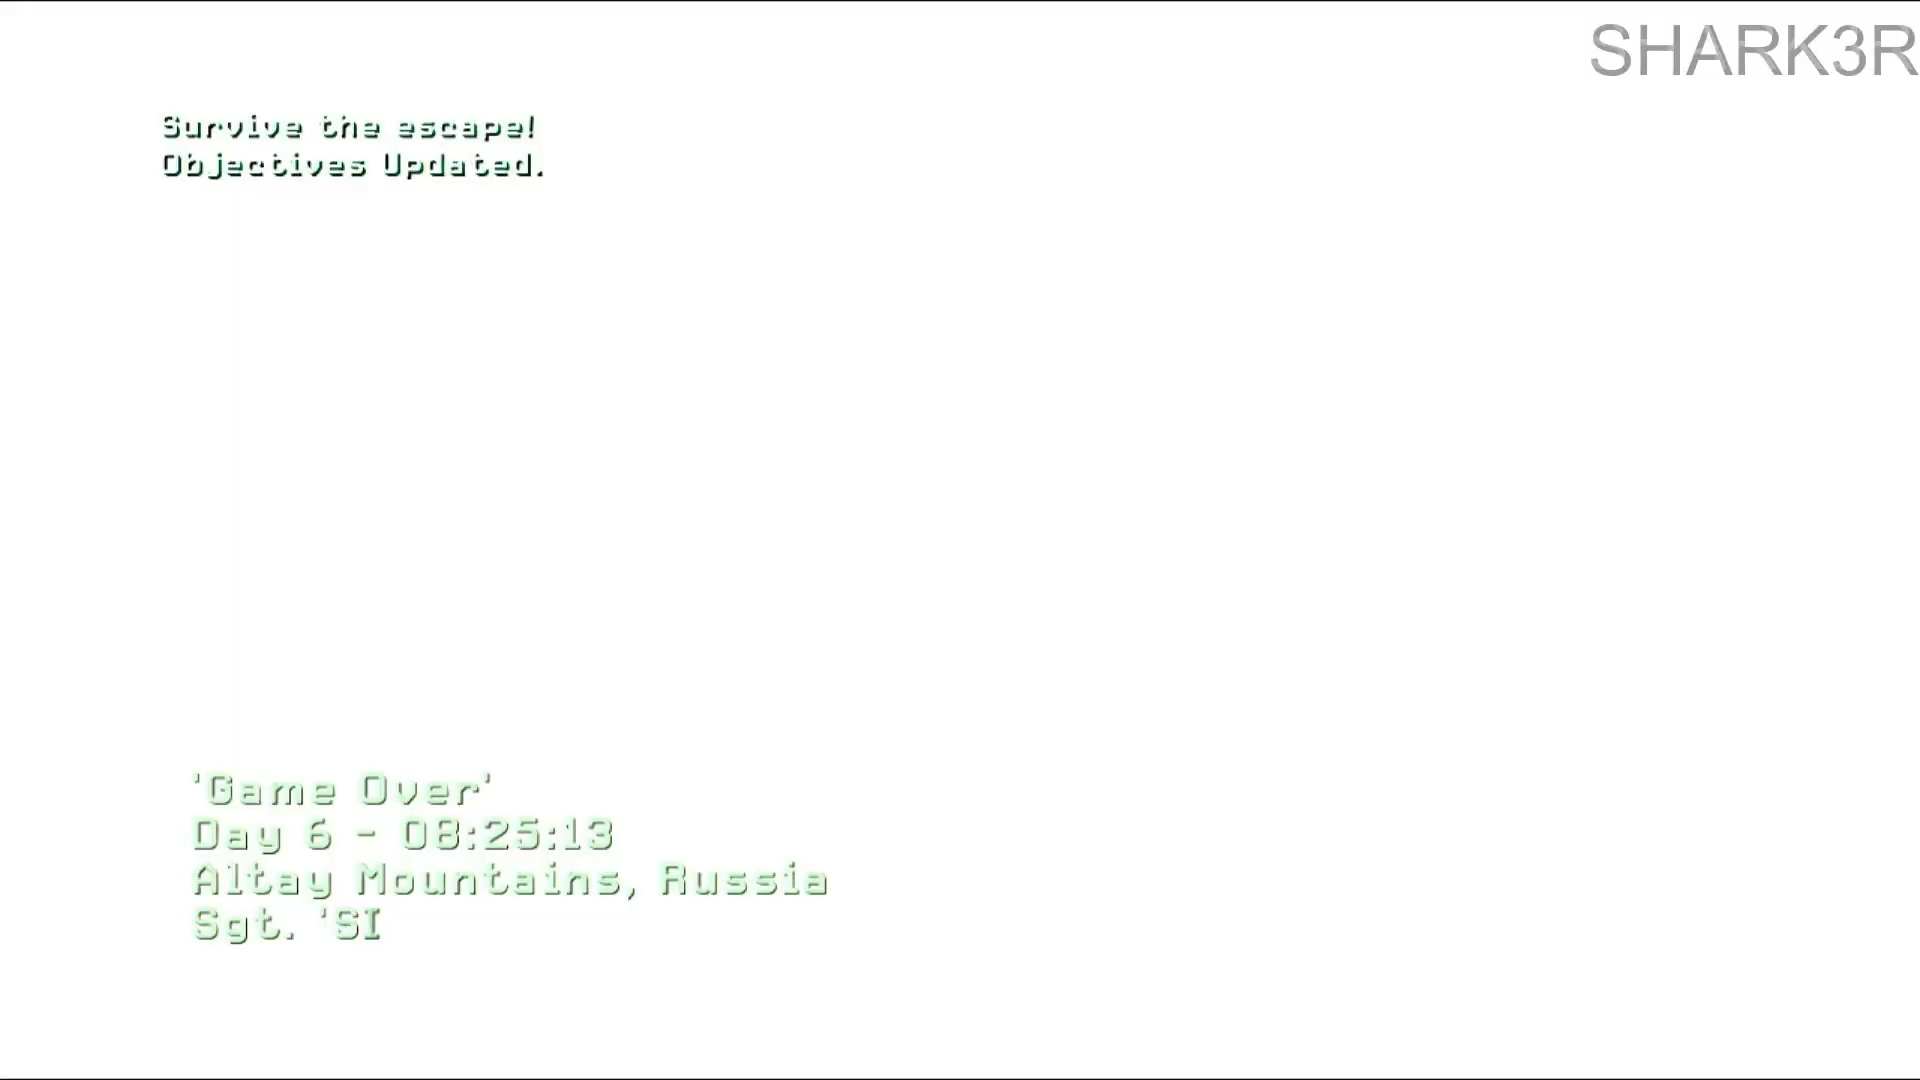 SHARK3R
Survive the escape!
Objectives Updated.
'Game Over'
Day 6 - 08:25:13
Altay Mountains, Russia
Sgt. 'SI